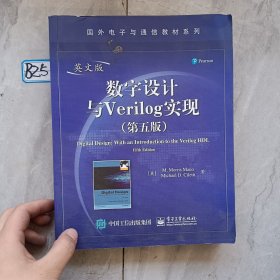 国外电子与通信教材系列
B25
Pearson
英文版
数字设计
与Verilog实现
(第五版)
Digital Design: With an Introduction to the Verilog HDL
Fifth Edition
[美] M. Morris Mano
Michael D. Ciletti 著
Digital Design
中国工信出版集团
电子工业出版社